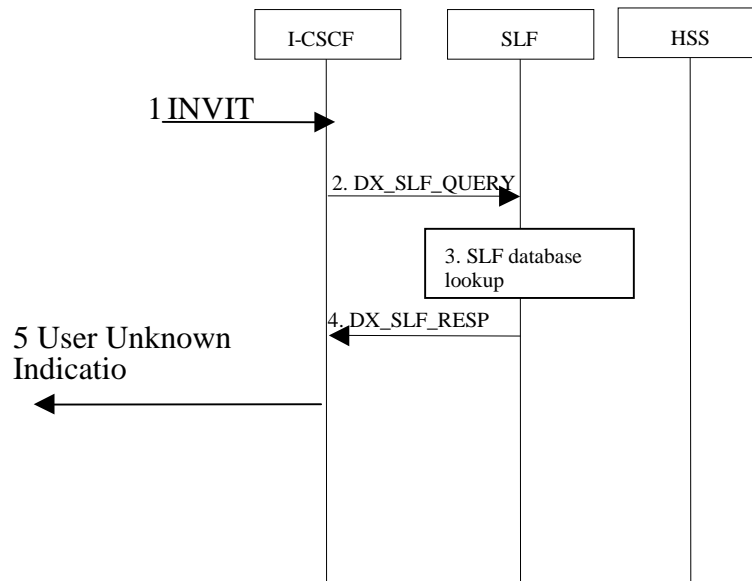 I-CSCF
SLF
HSS
1 INVIT
2. DX_SLF_QUERY
3. SLF database
lookup
4. DX_SLF_RESP
5 User Unknown
Indicatio